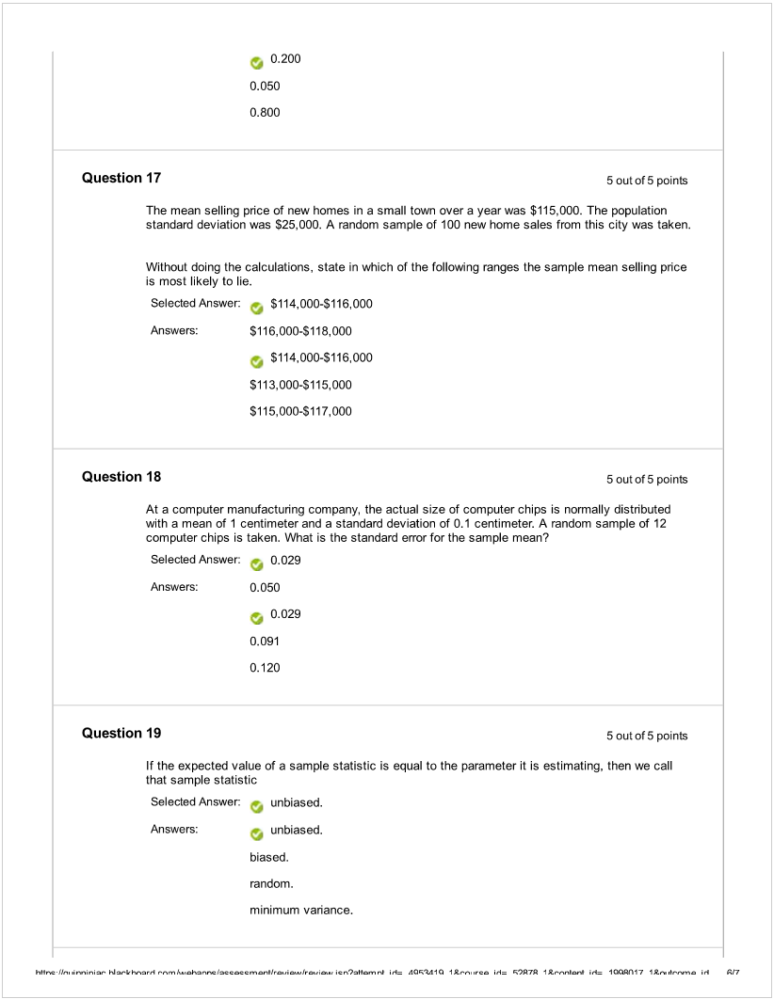 0.200
0.050
0.800
Question 17
5 out of 5 points
The mean selling price of new homes in a small town over a year was $115,000. The population
standard deviation was $25,000. A random sample of 100 new home sales from this city was taken.
Without doing the calculations, state in which of the following ranges the sample mean selling price
is most likely to lie.
Selected Answer: $114,000-$116,000
Answers: $116,000-$118,000
$114,000-$116,000
$113,000-$115,000
$115,000-$117,000
Question 18
5 out of 5 points
At a computer manufacturing company, the actual size of computer chips is normally distributed
with a mean of 1 centimeter and a standard deviation of 0.1 centimeter. A random sample of 12
computer chips is taken. What is the standard error for the sample mean?
Selected Answer: 0.029
Answers: 0.050
0.029
0.091
0.120
Question 19
5 out of 5 points
If the expected value of a sample statistic is equal to the parameter it is estimating, then we call
that sample statistic
Selected Answer: unbiased.
Answers: unbiased.
biased.
random.
minimum variance.
https://quinnipiac.blackboard.com/webapps/assessment/review/review.jsp?attempt_id=_4953419_1&course_id=_52878_1&content_id=_1998017_1&outcome_id… 6/7